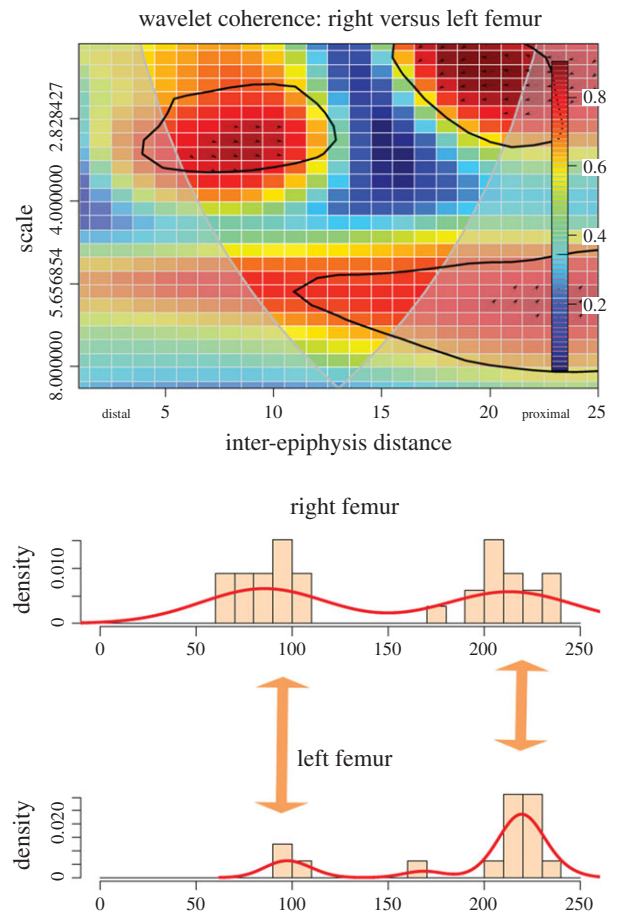 wavelet coherence: right versus left femur
scale
2.828427
4.000000
5.656854
8.000000
0.8
0.6
0.4
0.2
distal 5 10 15 20 proximal 25
inter-epiphysis distance
right femur
density
0.010
0
0 50 100 150 200 250
left femur
density
0.020
0
0 50 100 150 200 250